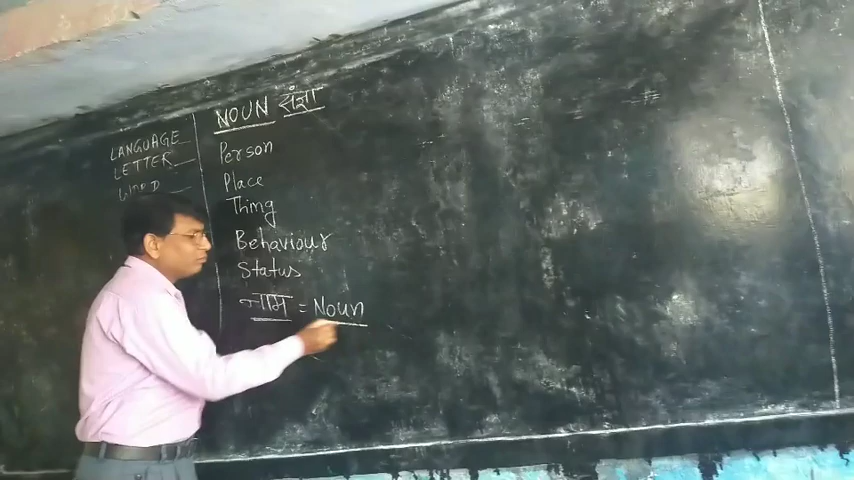 LANGUAGE
LETTER
WORD
NOUN संज्ञा
Person
Place
Thing
Behaviour
Status
नाम = Noun